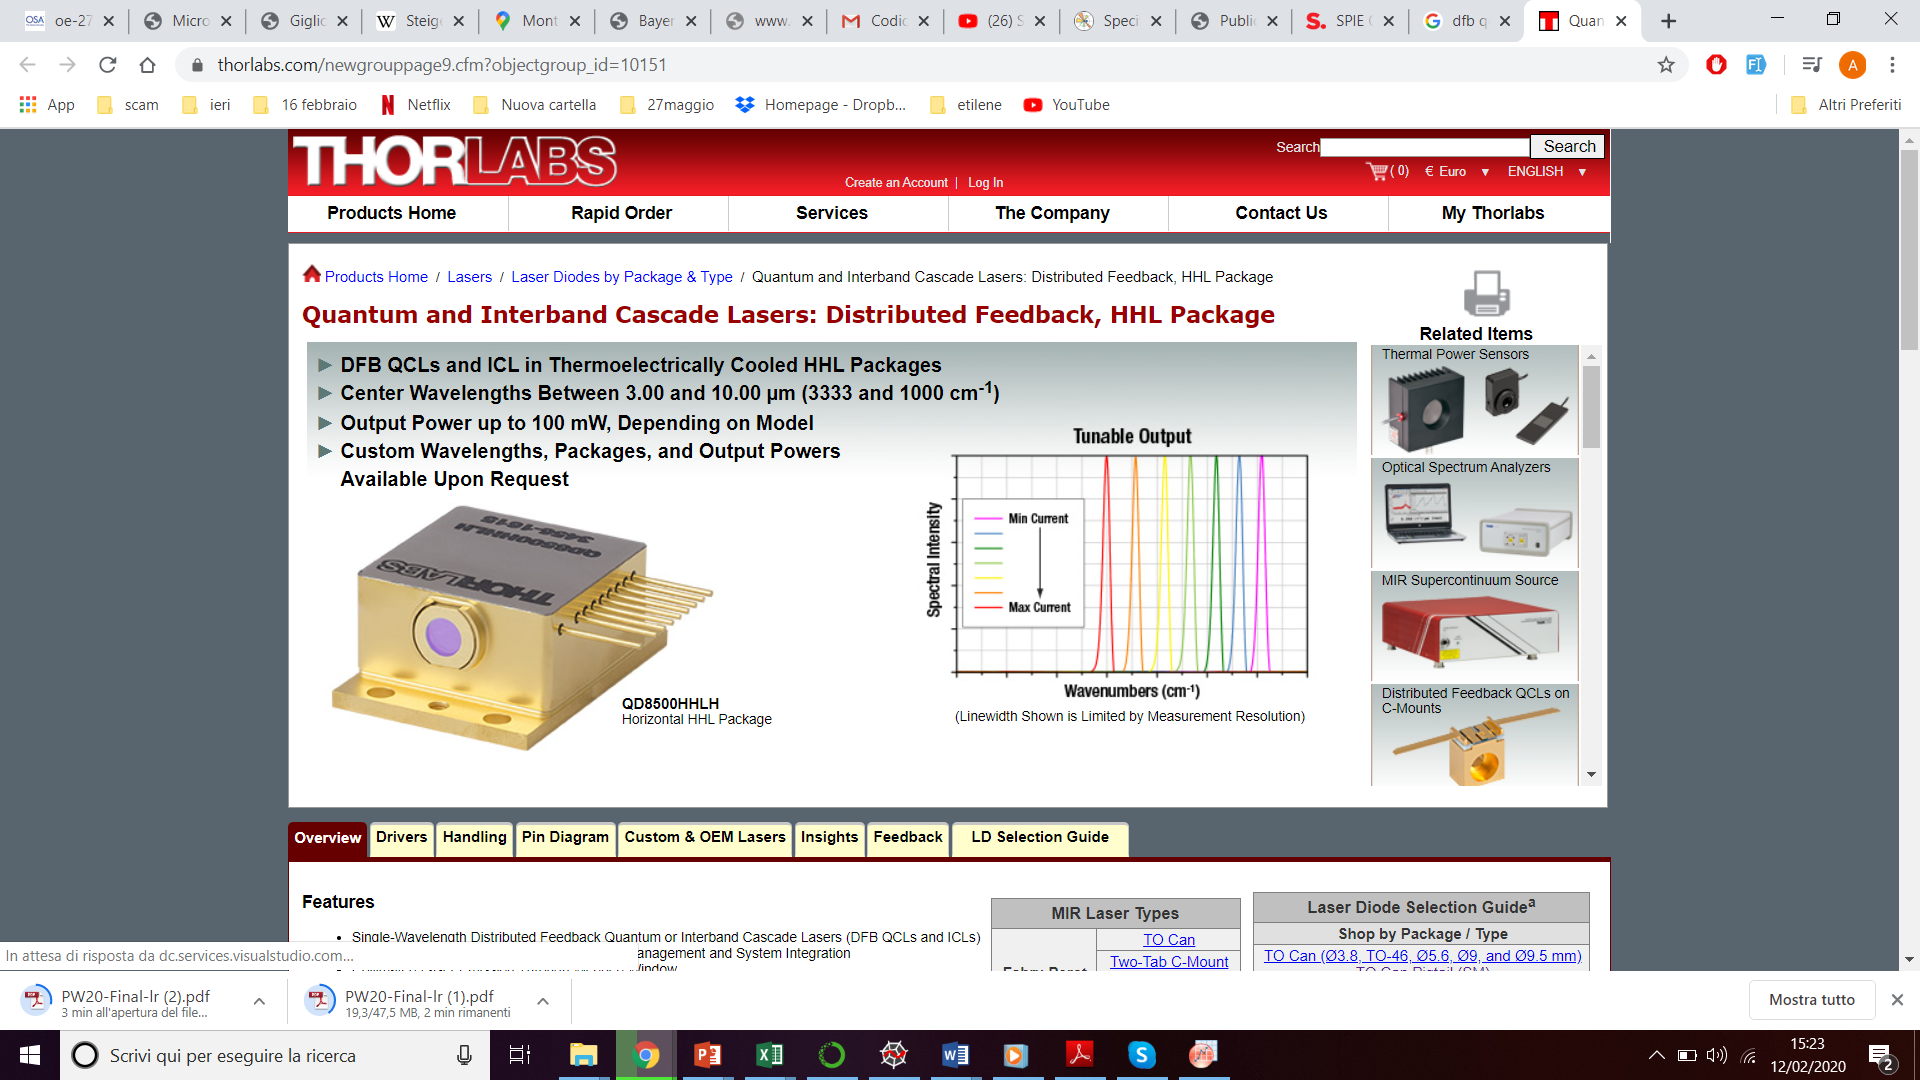 oe-27
Micro
Giglio
Steig
Mont
Bayer
www.
Codic
(26) S
Speci
Public
SPIE
dfb q
Quan
thorlabs.com/newgrouppage9.cfm?objectgroup_id=10151
App
scam
ieri
16 febbraio
Netflix
Nuova cartella
27maggio
Homepage - Dropb...
etilene
YouTube
Altri Preferiti
THORLABS
Search
Search
Create an Account | Log In
( 0)
€ Euro ▼
ENGLISH ▼
Products Home
Rapid Order
Services
The Company
Contact Us
My Thorlabs
Products Home / Lasers / Laser Diodes by Package & Type / Quantum and Interband Cascade Lasers: Distributed Feedback, HHL Package
Quantum and Interband Cascade Lasers: Distributed Feedback, HHL Package
DFB QCLs and ICL in Thermoelectrically Cooled HHL Packages
Center Wavelengths Between 3.00 and 10.00 µm (3333 and 1000 cm-1)
Output Power up to 100 mW, Depending on Model
Custom Wavelengths, Packages, and Output Powers
Available Upon Request
QD8500HHLH
3456-1615
THORLABS
QD8500HHLH
Horizontal HHL Package
Tunable Output
Spectral Intensity
Min Current
Max Current
Wavenumbers (cm-1)
(Linewidth Shown is Limited by Measurement Resolution)
Related Items
Thermal Power Sensors
Optical Spectrum Analyzers
MIR Supercontinuum Source
Distributed Feedback QCLs on
C-Mounts
Overview
Drivers
Handling
Pin Diagram
Custom & OEM Lasers
Insights
Feedback
LD Selection Guide
Features
Single-Wavelength Distributed Feedback Quantum or Interband Cascade Lasers (DFB QCLs and ICLs)
anagement and System Integration
MIR Laser Types
TO Can
Two-Tab C-Mount
Laser Diode Selection Guidea
Shop by Package / Type
TO Can (Ø3.8, TO-46, Ø5.6, Ø9, and Ø9.5 mm)
In attesa di risposta da dc.services.visualstudio.com...
PW20-Final-lr (2).pdf
3 min all'apertura del file...
PW20-Final-lr (1).pdf
19,3/47,5 MB, 2 min rimanenti
Mostra tutto
Scrivi qui per eseguire la ricerca
15:23
12/02/2020
2